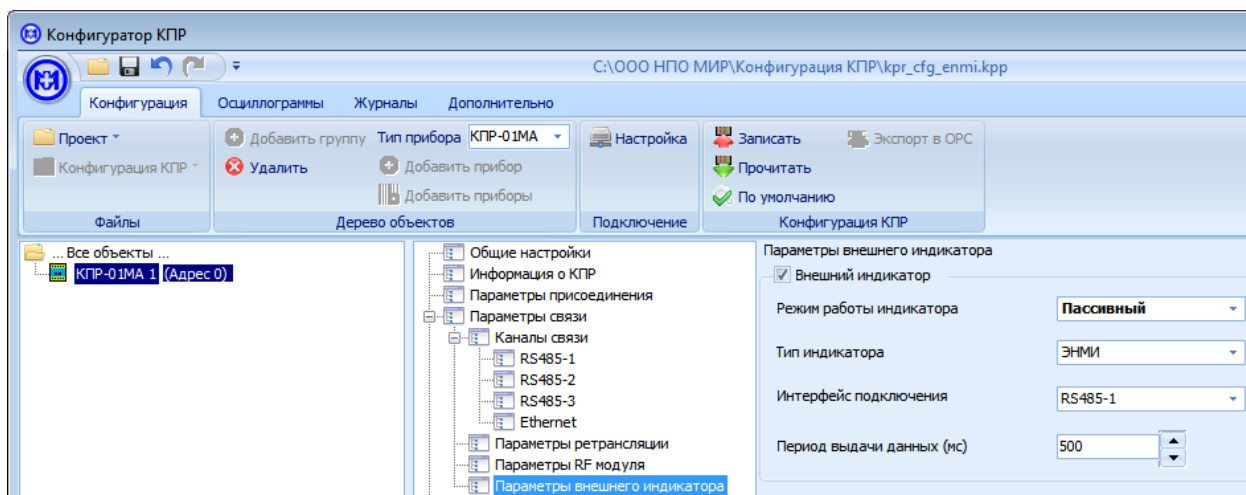 Конфигуратор КПР
C:\ООО НПО МИР\Конфигурация КПР\kpr_cfg_enmi.kpp
Конфигурация Осциллограммы Журналы Дополнительно
Проект Добавить группу Тип прибора КПР-01МА Настройка Записать Экспорт в OPC
Конфигурация КПР Удалить Добавить прибор Прочитать
Добавить приборы По умолчанию
Файлы Дерево объектов Подключение Конфигурация КПР
... Все объекты ... Общие настройки Параметры внешнего индикатора
КПР-01МА 1 (Адрес 0) Информация о КПР Внешний индикатор
Параметры присоединения Режим работы индикатора Пассивный
Параметры связи
Каналы связи
RS485-1 Тип индикатора ЭНМИ
RS485-2
RS485-3 Интерфейс подключения RS485-1
Ethernet
Параметры ретрансляции Период выдачи данных (мс) 500
Параметры RF модуля
Параметры внешнего индикатора